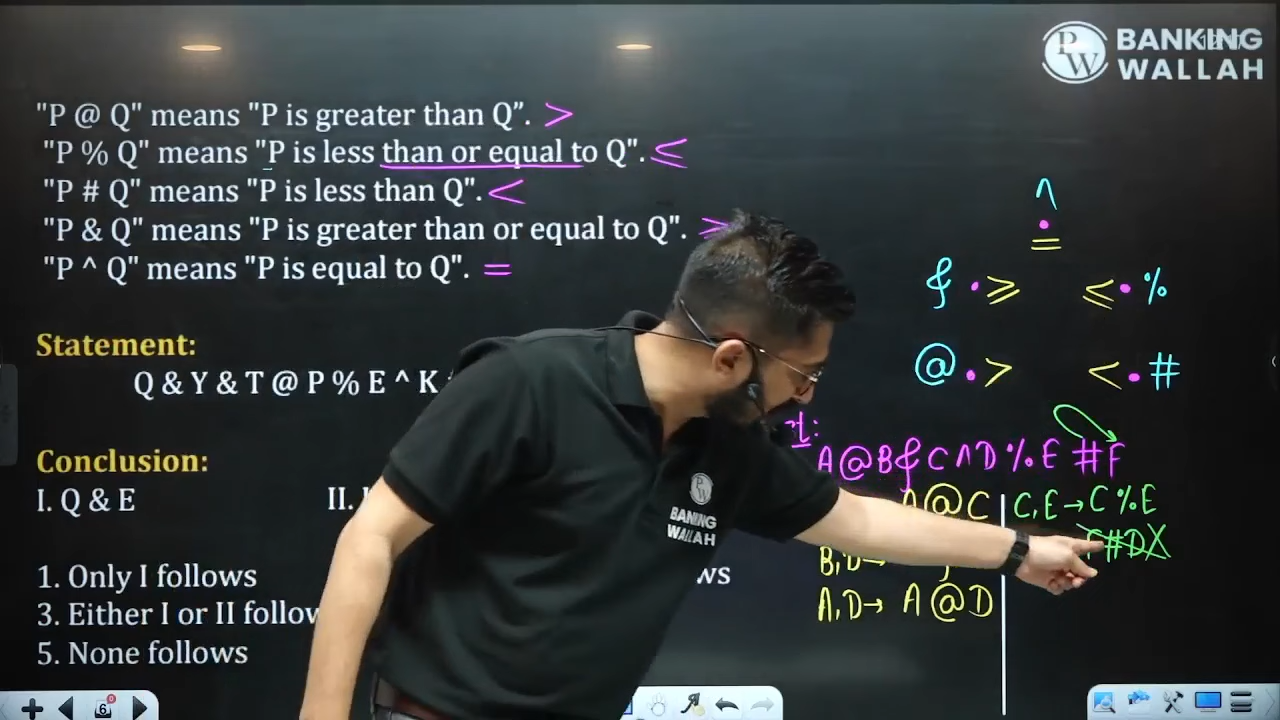 BANKING
WALLAH
PW
"P @ Q" means "P is greater than Q". >
"P % Q" means "P is less than or equal to Q". ≤
"P # Q" means "P is less than Q". <
"P & Q" means "P is greater than or equal to Q".
"P ^ Q" means "P is equal to Q". =
^
=
& ≥ ≤ %
@ > < #
Statement:
Q & Y & T @ P % E ^ K
A @ B & C ^ D % E # F
Conclusion:
I. Q & E
II.
A @ C
C, E → C % E
# D
B, D →
A, D → A @ D
1. Only I follows
3. Either I or II follow
5. None follows
PW
BANKING
WALLAH
6